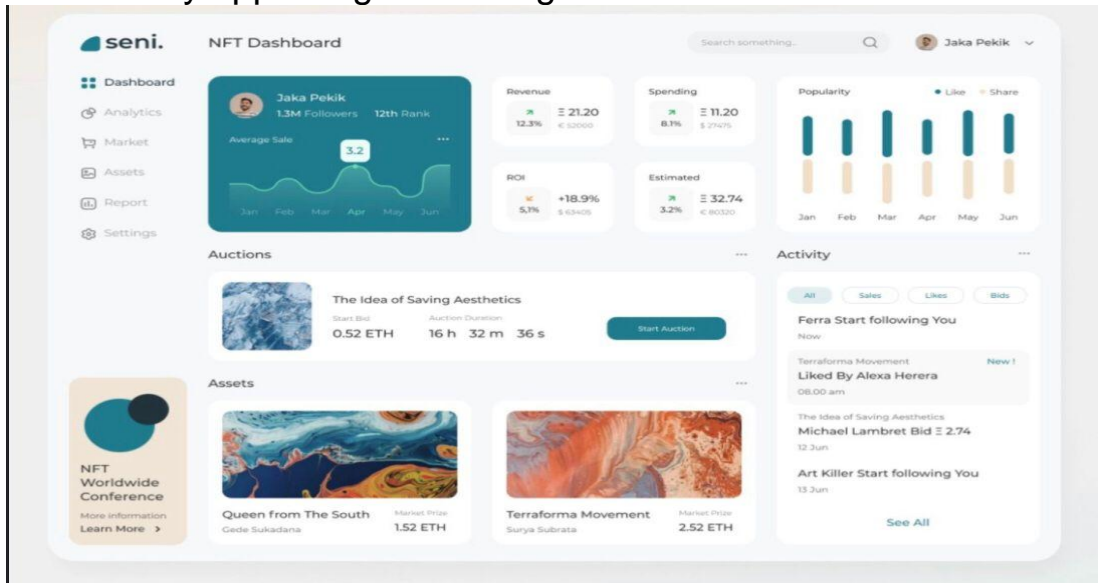 seni.
NFT Dashboard
Search something..
Jaka Pekik
Dashboard
Analytics
Market
Assets
Report
Settings
Jaka Pekik
1.3M Followers 12th Rank
Average Sale
3.2
Jan Feb Mar Apr May Jun
Revenue
12.3%
Ξ 21.20
€ 52000
Spending
8.1%
Ξ 11.20
$ 27475
ROI
5,1%
+18.9%
$ 63405
Estimated
3.2%
Ξ 32.74
€ 80320
Popularity
Like Share
Jan Feb Mar Apr May Jun
Auctions
The Idea of Saving Aesthetics
Start Bid Auction Duration
0.52 ETH 16 h 32 m 36 s
Start Auction
Assets
Queen from The South
Gede Sukadana
Market Prize
1.52 ETH
Terraforma Movement
Surya Subrata
Market Prize
2.52 ETH
Activity
All Sales Likes Bids
Ferra Start following You
Now
Terraforma Movement New !
Liked By Alexa Herera
08.00 am
The Idea of Saving Aesthetics
Michael Lambret Bid Ξ 2.74
12 Jun
Art Killer Start following You
13 Jun
See All
NFT
Worldwide
Conference
More information
Learn More >